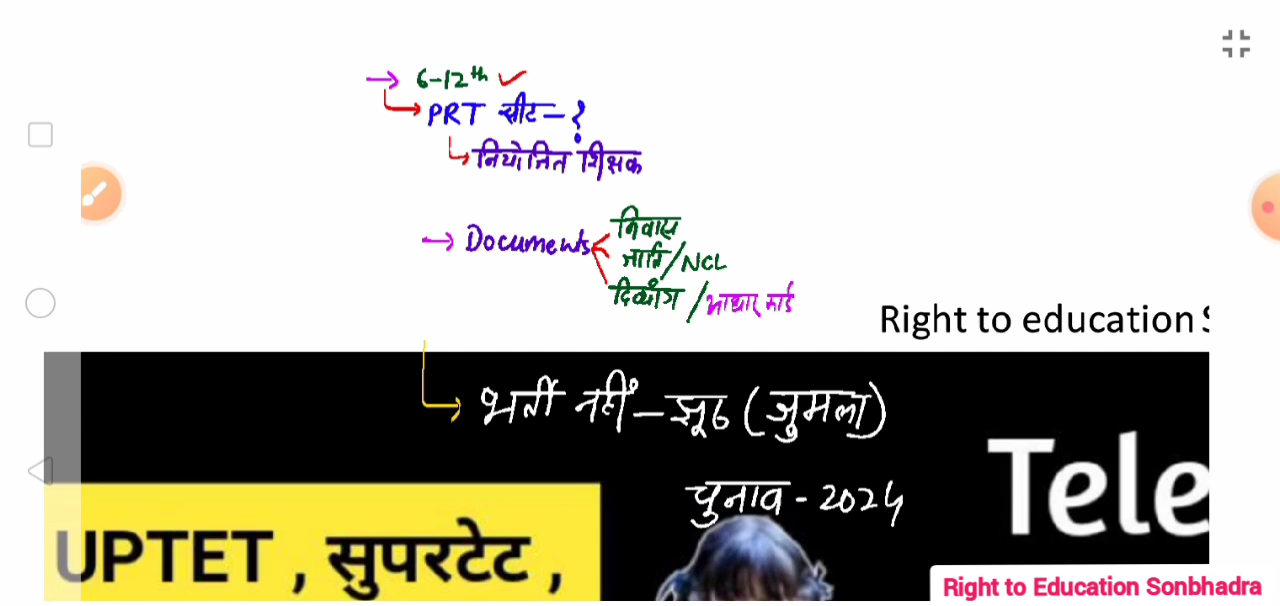 → 6-12th ✓
PRT सीट - ?
नियोजित शिक्षक
→ Documents
निवास
जाति/NCL
दिव्यांग / आधार कार्ड
Right to education S
भर्ती नहीं - झूठ (जुमला)
चुनाव - 2024
Tele
UPTET , सुपरटेट ,
Right to Education Sonbhadra